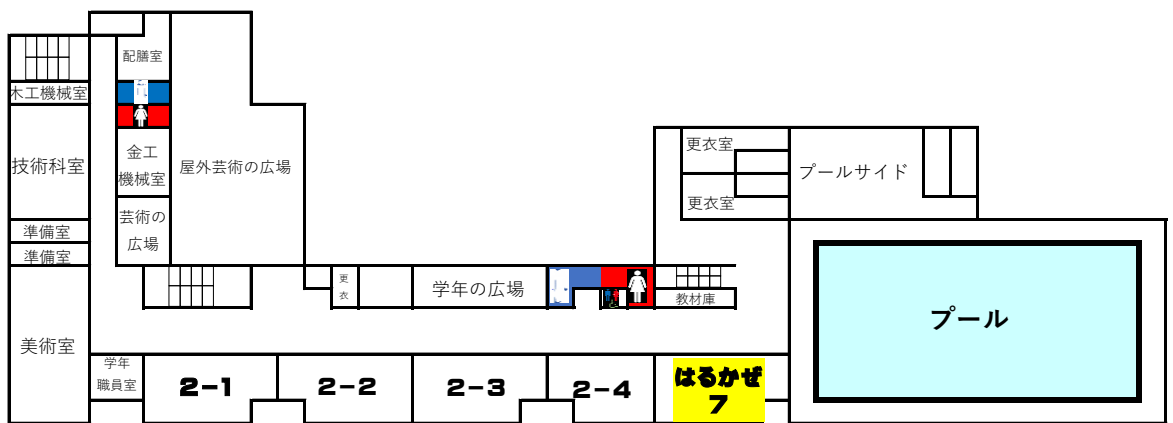 配膳室
木工機械室
技術科室
金工
機械室
屋外芸術の広場
芸術の
広場
準備室
準備室
美術室
更衣室
更衣室
プールサイド
プール
更
衣
学年の広場
教材庫
学年
職員室
2-1
2-2
2-3
2-4
はるかぜ
7